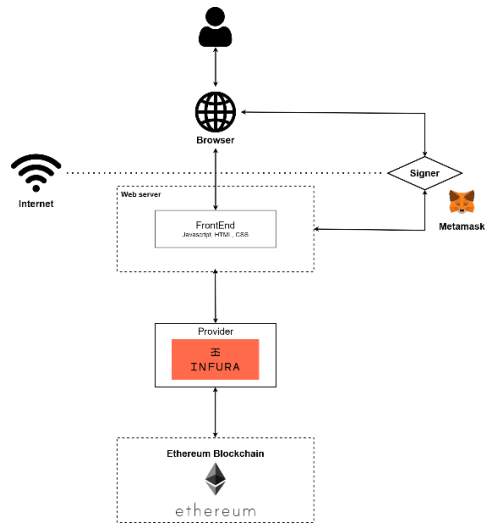 Browser
Signer
Internet
Metamask
Web server
FrontEnd
Javascript, HTML, CSS
Provider
INFURA
Ethereum Blockchain
ethereum